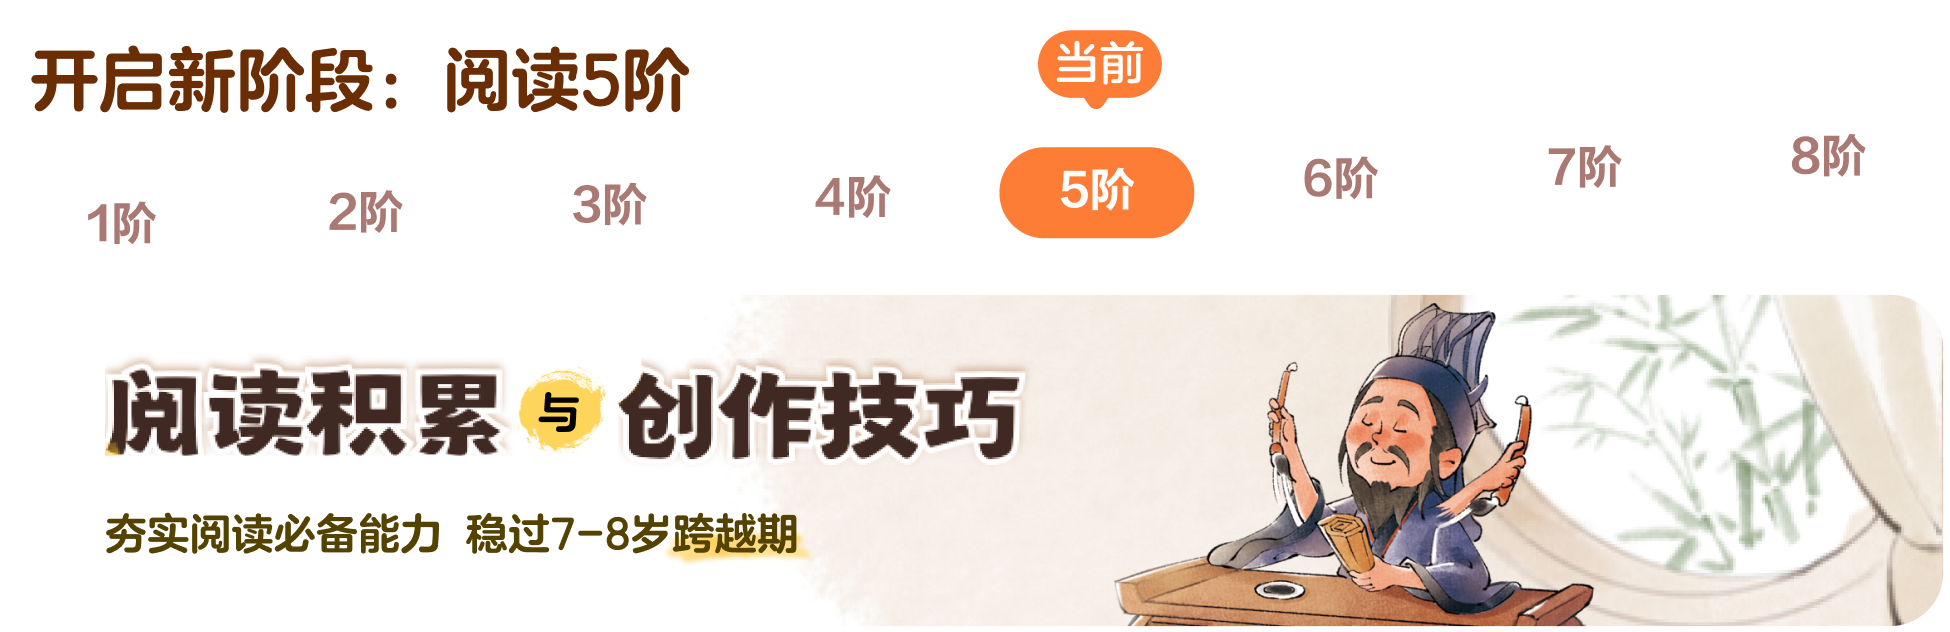 开启新阶段：阅读5阶
当前
1阶 2阶 3阶 4阶 5阶 6阶 7阶 8阶
阅读积累与创作技巧
夯实阅读必备能力 稳过7-8岁跨越期